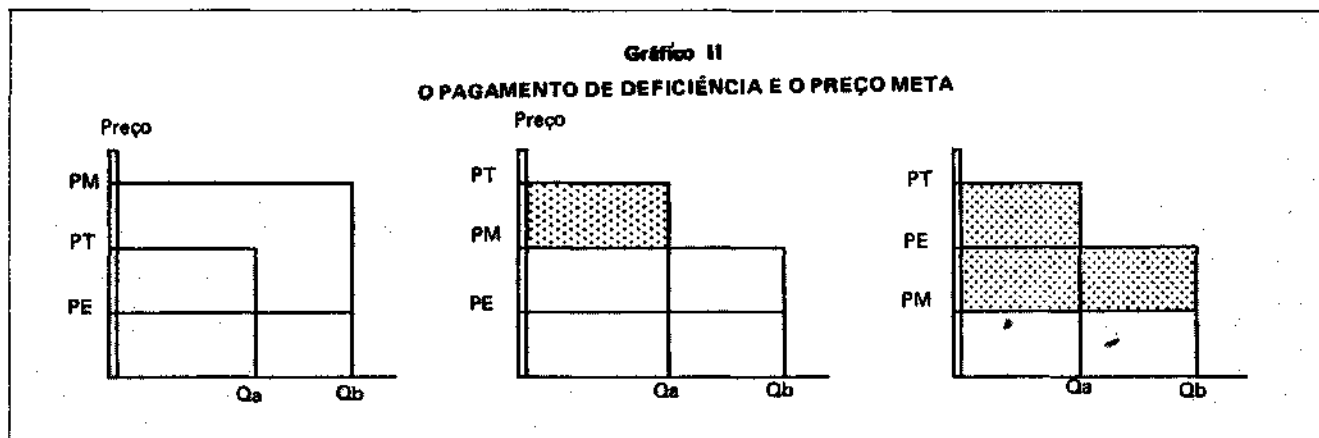 Gráfico II
O PAGAMENTO DE DEFICIÊNCIA E O PREÇO META
Preço
PM
PT
PE
Qa Qb
Preço
PT
PM
PE
Qa Qb
PT
PE
PM
Qa Qb